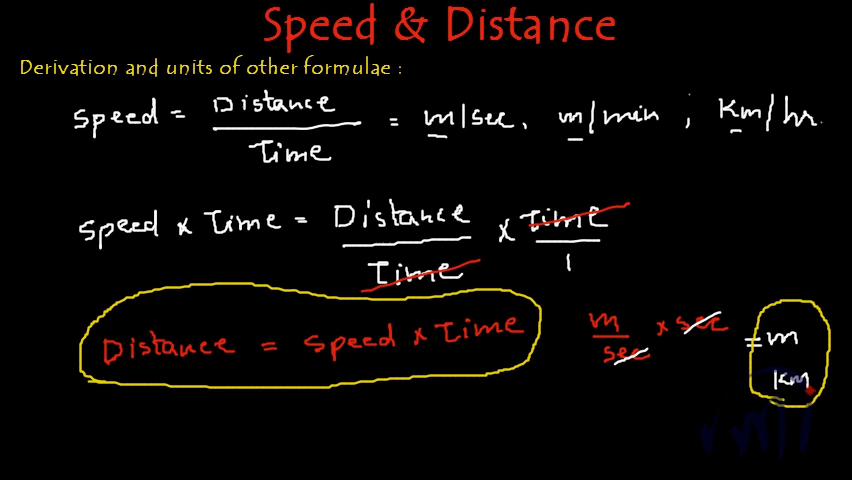 Speed & Distance
Derivation and units of other formulae :
Speed = Distance / Time = m/sec, m/min ; Km/hr.
Speed x Time = Distance / Time x Time / 1
Distance = Speed x Time
m / sec x sec = m
Km